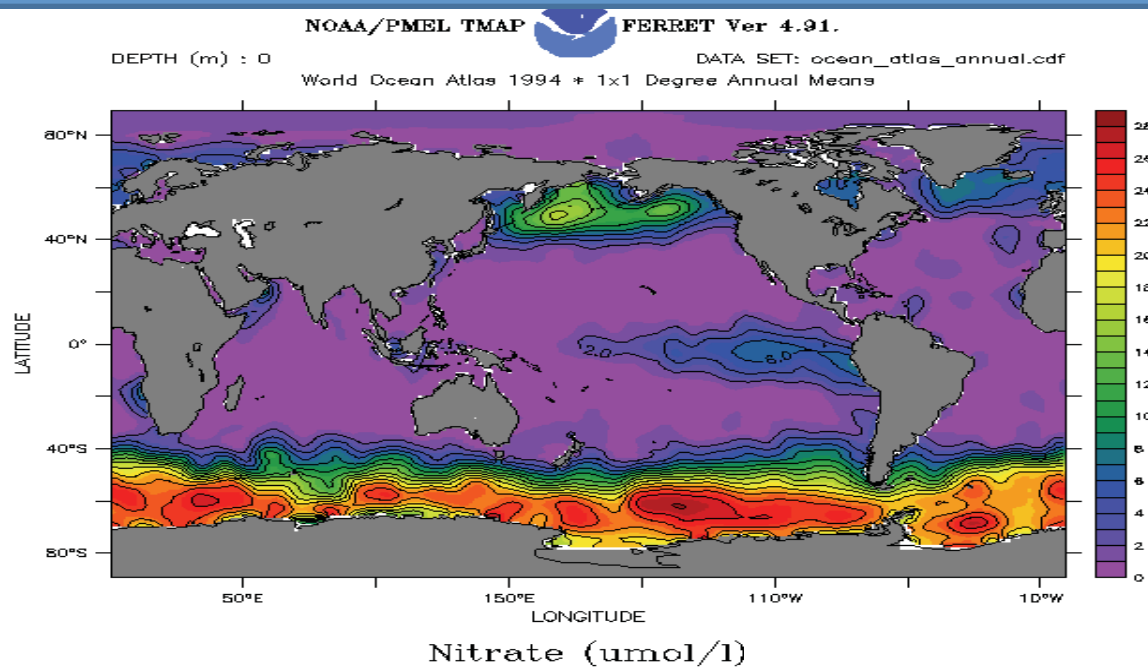 NOAA/PMEL TMAP FERRET Ver 4.91.
DEPTH (m) : 0 DATA SET: ocean_atlas_annual.cdf
World Ocean Atlas 1994 * 1x1 Degree Annual Means
80°N
40°N
0°
40°S
80°S
LATITUDE
2.0
6.0
28
26
24
22
20
18
16
14
12
10
8
6
4
2
0
50°E 150°E 110°W 10°W
LONGITUDE
Nitrate (umol/l)